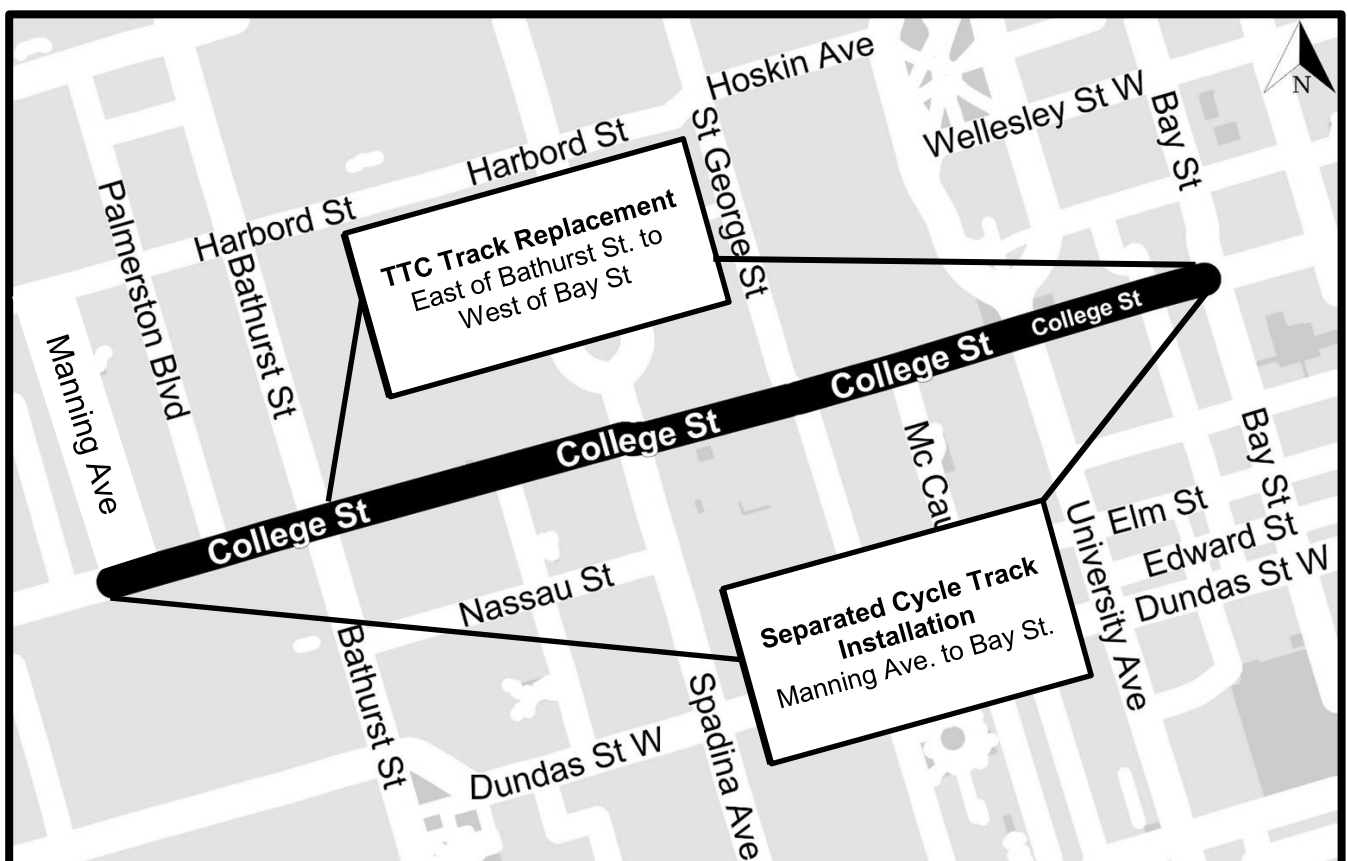 Hoskin Ave
Wellesley St W
Bay St
N
Harbord St
St George St
Harbord St
Palmerston Blvd
Bathurst St
Manning Ave
TTC Track Replacement
East of Bathurst St. to
West of Bay St
College St
College St
College St
College St
Mc Cau
Bay St
Elm St
Edward St
Dundas St W
University Ave
Nassau St
Separated Cycle Track
Installation
Manning Ave. to Bay St.
Bathurst St
Spadina Ave
Dundas St W